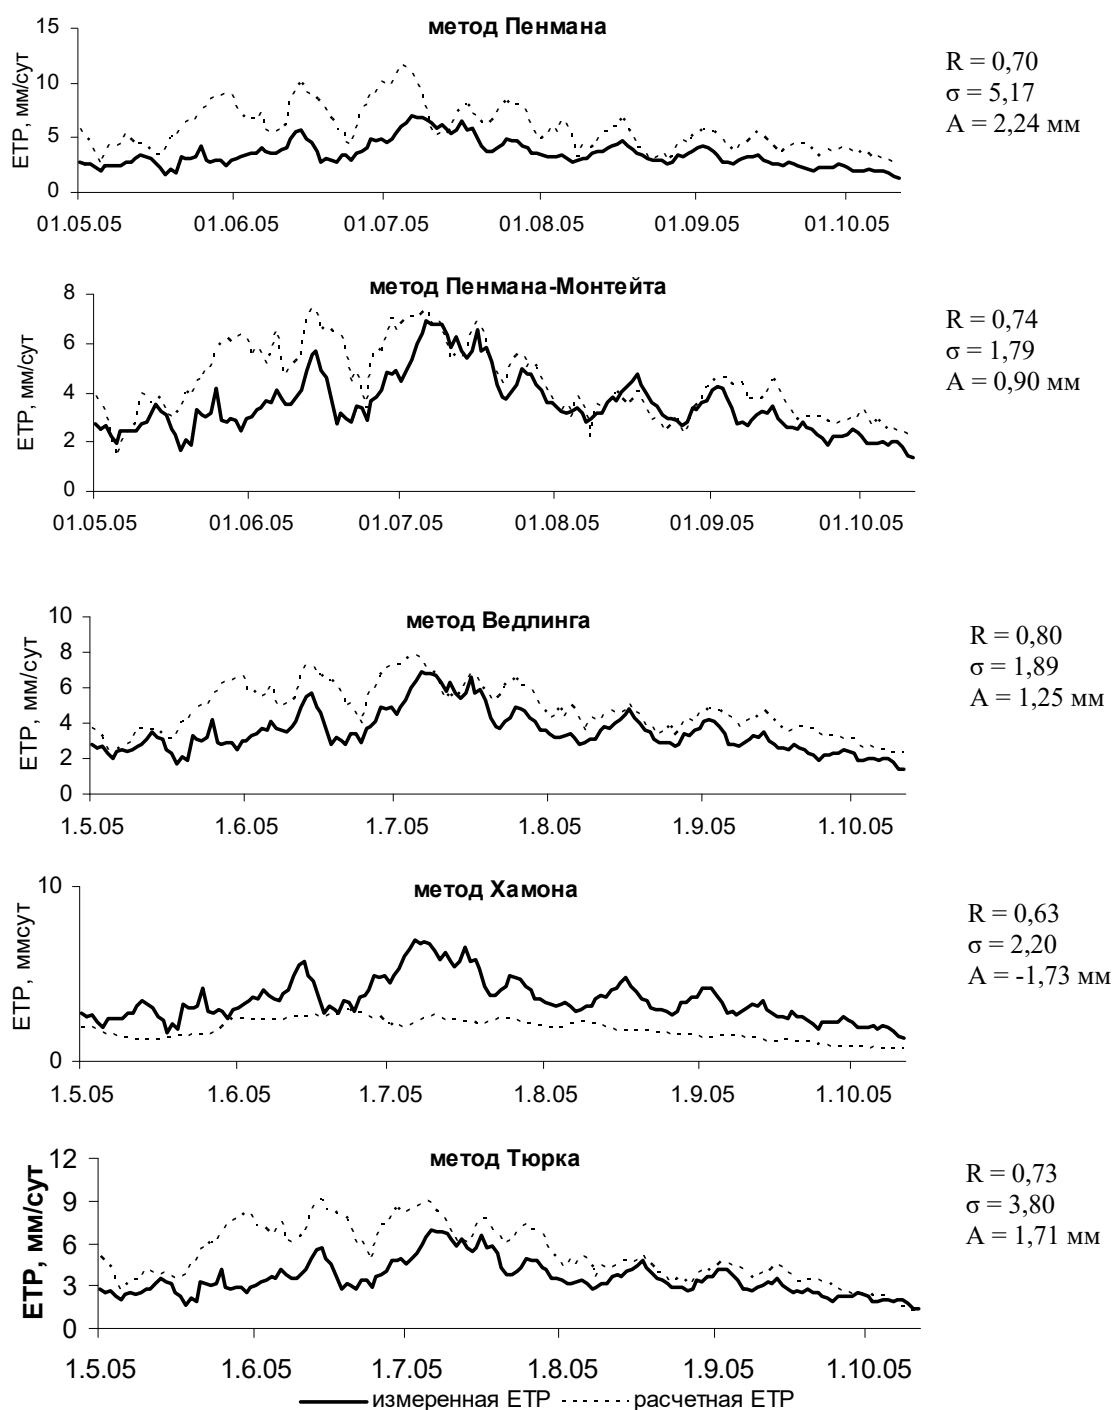 метод Пенмана
ETP, мм/сут
15
10
5
0
01.05.05 01.06.05 01.07.05 01.08.05 01.09.05 01.10.05
R = 0,70
σ = 5,17
A = 2,24 мм
метод Пенмана-Монтейта
ETP, мм/сут
8
6
4
2
0
01.05.05 01.06.05 01.07.05 01.08.05 01.09.05 01.10.05
R = 0,74
σ = 1,79
A = 0,90 мм
метод Ведлинга
ETP, мм/сут
10
8
6
4
2
0
1.5.05 1.6.05 1.7.05 1.8.05 1.9.05 1.10.05
R = 0,80
σ = 1,89
A = 1,25 мм
метод Хамона
ETP, ммсут
10
0
1.5.05 1.6.05 1.7.05 1.8.05 1.9.05 1.10.05
R = 0,63
σ = 2,20
A = -1,73 мм
метод Тюрка
ETP, мм/сут
12
9
6
3
0
1.5.05 1.6.05 1.7.05 1.8.05 1.9.05 1.10.05
R = 0,73
σ = 3,80
A = 1,71 мм
измеренная ETP расчетная ETP